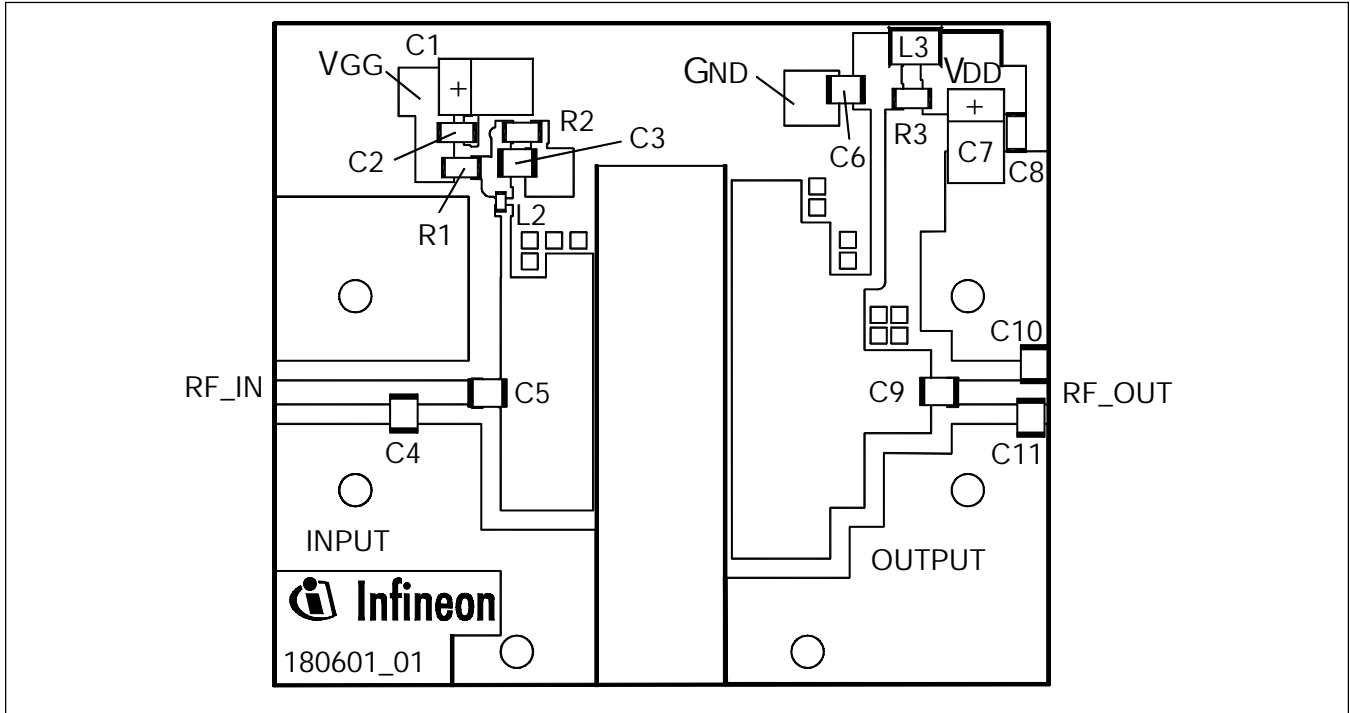 C1
L3
VGG
GND
VDD
+
+
R2
R3
C2
C3
C6
C7
C8
R1
L2
C10
RF_IN
C5
C9
RF_OUT
C4
C11
INPUT
OUTPUT
Infineon
180601_01